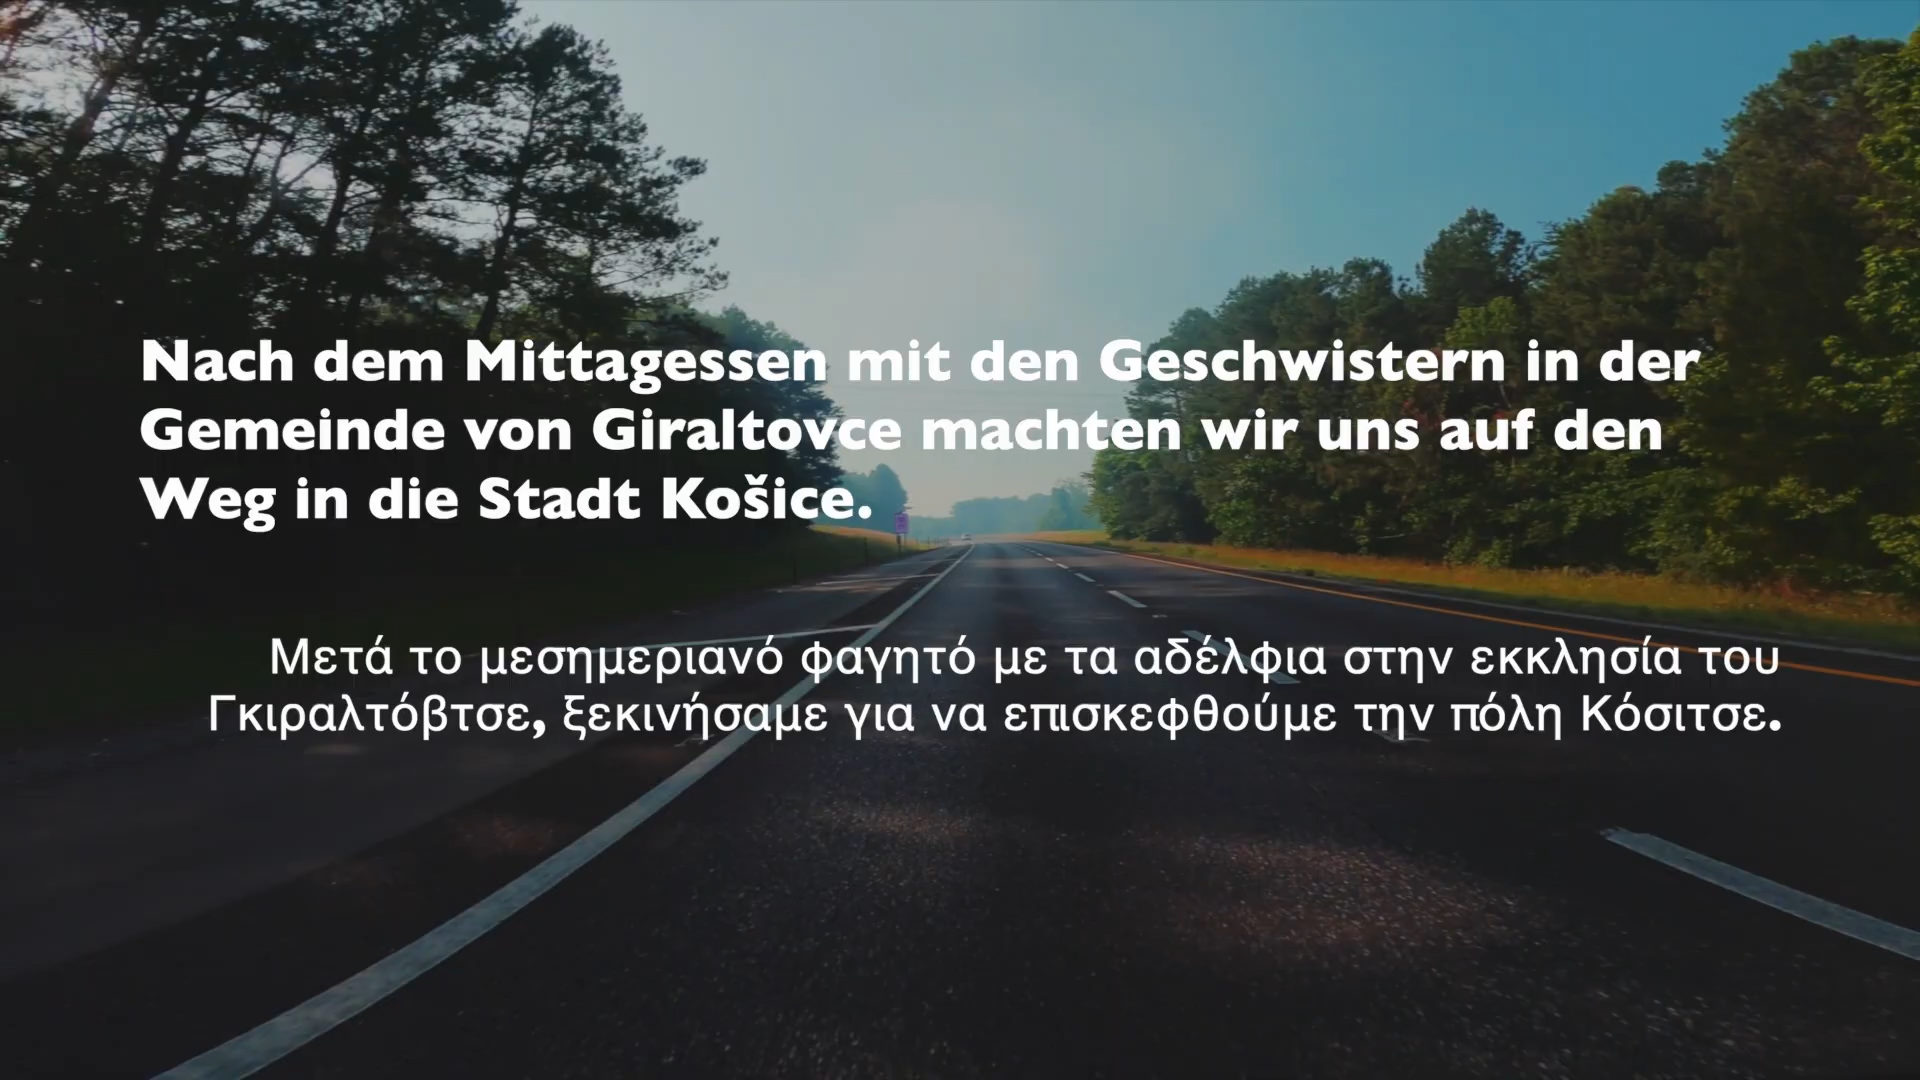 Nach dem Mittagessen mit den Geschwistern in der
Gemeinde von Giraltovce machten wir uns auf den
Weg in die Stadt Košice.
Μετά το μεσημεριανό φαγητό με τα αδέλφια στην εκκλησία του
Γκιραλτόβτσε, ξεκινήσαμε για να επισκεφθούμε την πόλη Κόσιτσε.